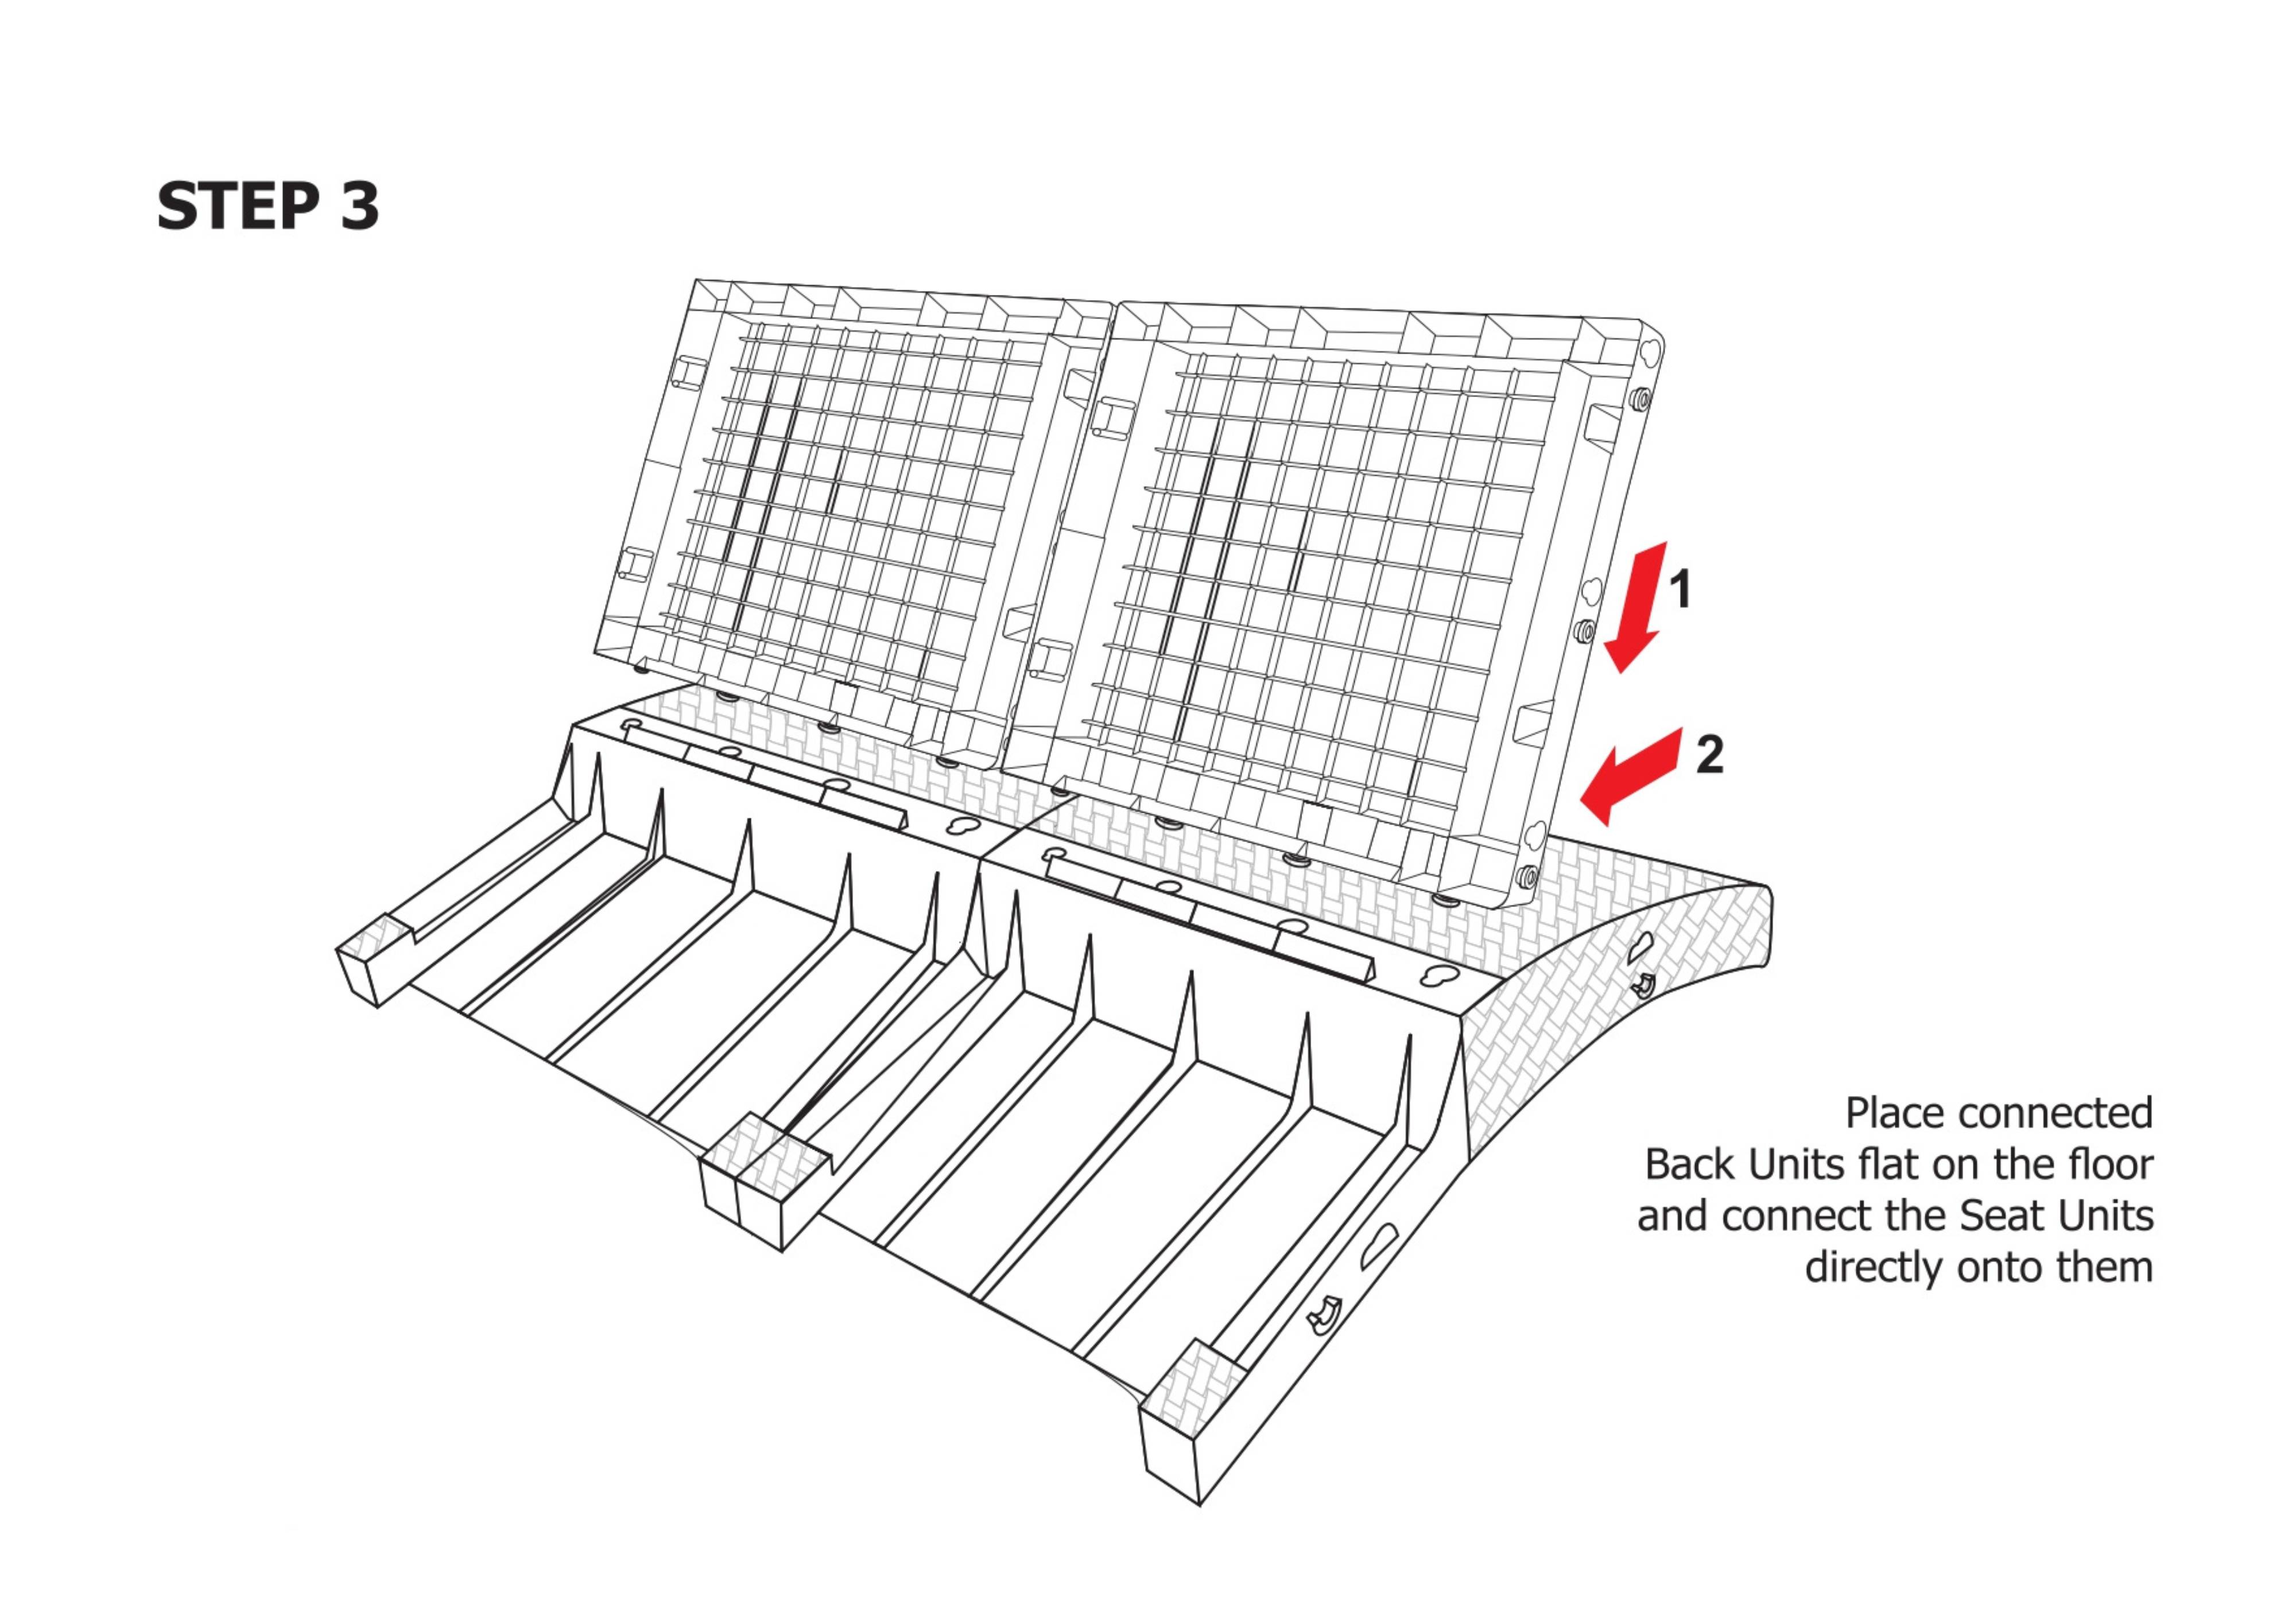 STEP 3
1
2
Place connected
Back Units flat on the floor
and connect the Seat Units
directly onto them